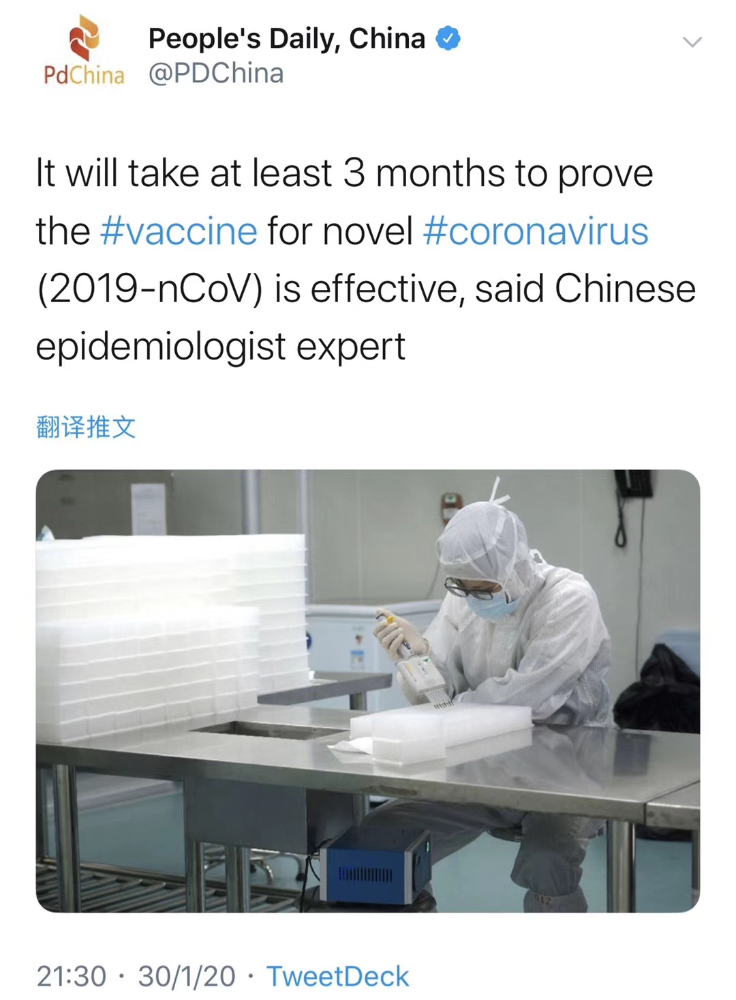 People's Daily, China
PdChina
@PDChina
It will take at least 3 months to prove
the #vaccine for novel #coronavirus
(2019-nCoV) is effective, said Chinese
epidemiologist expert
翻译推文
21:30 · 30/1/20 · TweetDeck